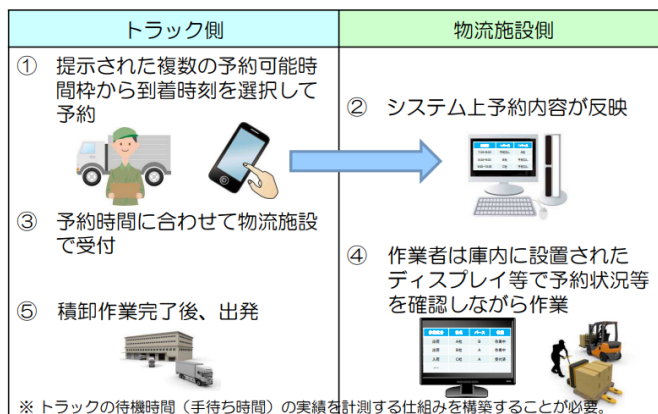 トラック側
物流施設側
① 提示された複数の予約可能時
間枠から到着時刻を選択して
予約
② システム上予約内容が反映
③ 予約時間に合わせて物流施設
で受付
④ 作業者は庫内に設置された
ディスプレイ等で予約状況等
を確認しながら作業
⑤ 積卸作業完了後、出発
※ トラックの待機時間（手待ち時間）の実績を計測する仕組みを構築することが必要。